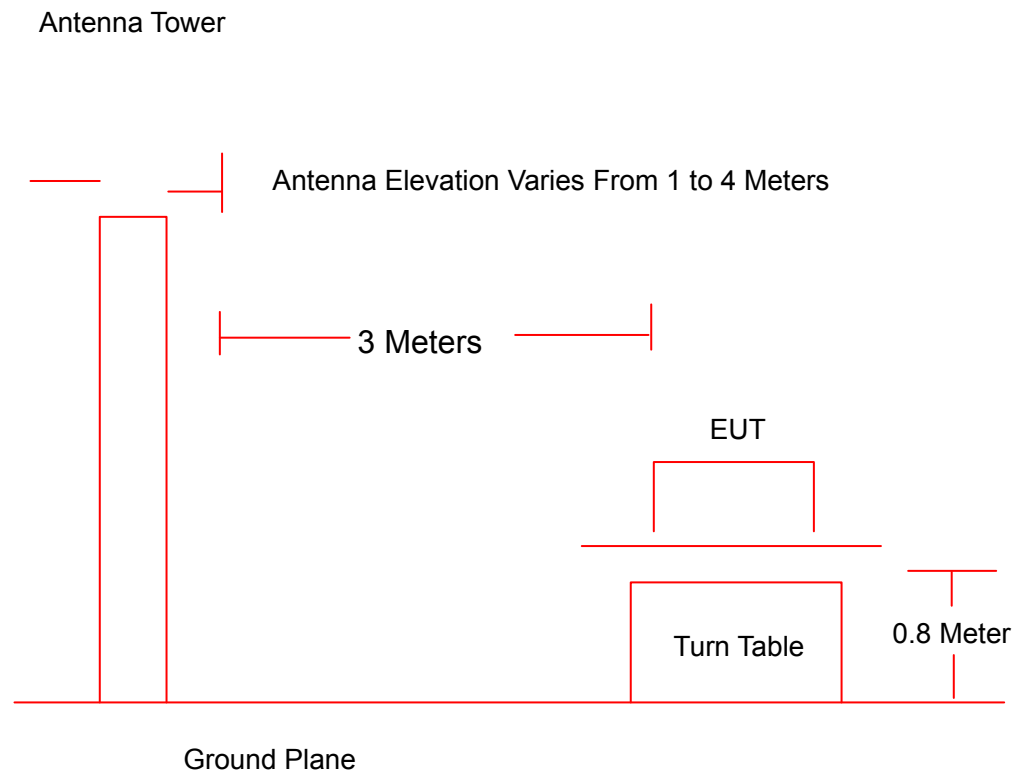 Antenna Tower
Antenna Elevation Varies From 1 to 4 Meters
3 Meters
EUT
Turn Table
0.8 Meter
Ground Plane